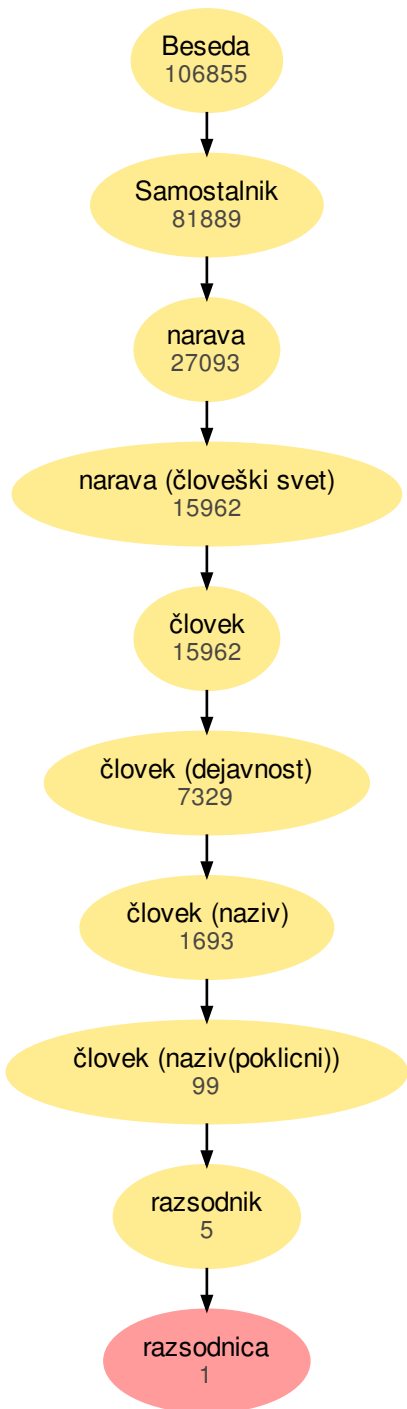 Beseda
106855
Samostalnik
81889
narava
27093
narava (človeški svet)
15962
človek
15962
človek (dejavnost)
7329
človek (naziv)
1693
človek (naziv(poklicni))
99
razsodnik
5
razsodnica
1